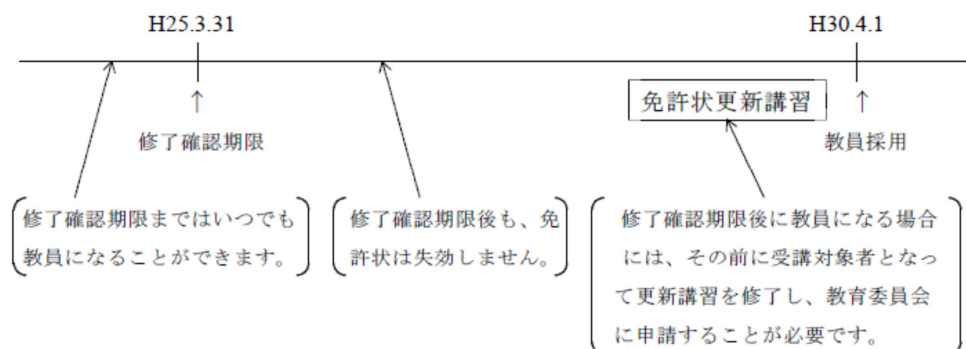 H25.3.31
H30.4.1
免許状更新講習
↑
↑
修了確認期限
教員採用
修了確認期限まではいつでも
教員になることができます。
修了確認期限後も、免
許状は失効しません。
修了確認期限後に教員になる場合
には、その前に受講対象者となっ
て更新講習を修了し、教育委員会
に申請することが必要です。